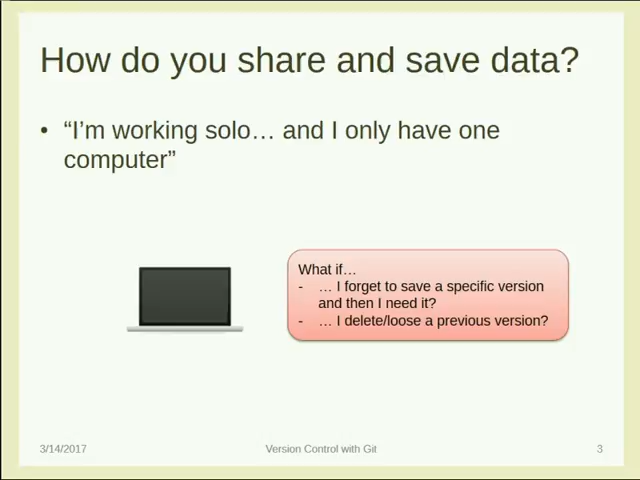 How do you share and save data?
• “I’m working solo… and I only have one
computer”
What if…
- … I forget to save a specific version
and then I need it?
- … I delete/loose a previous version?
3/14/2017 Version Control with Git 3